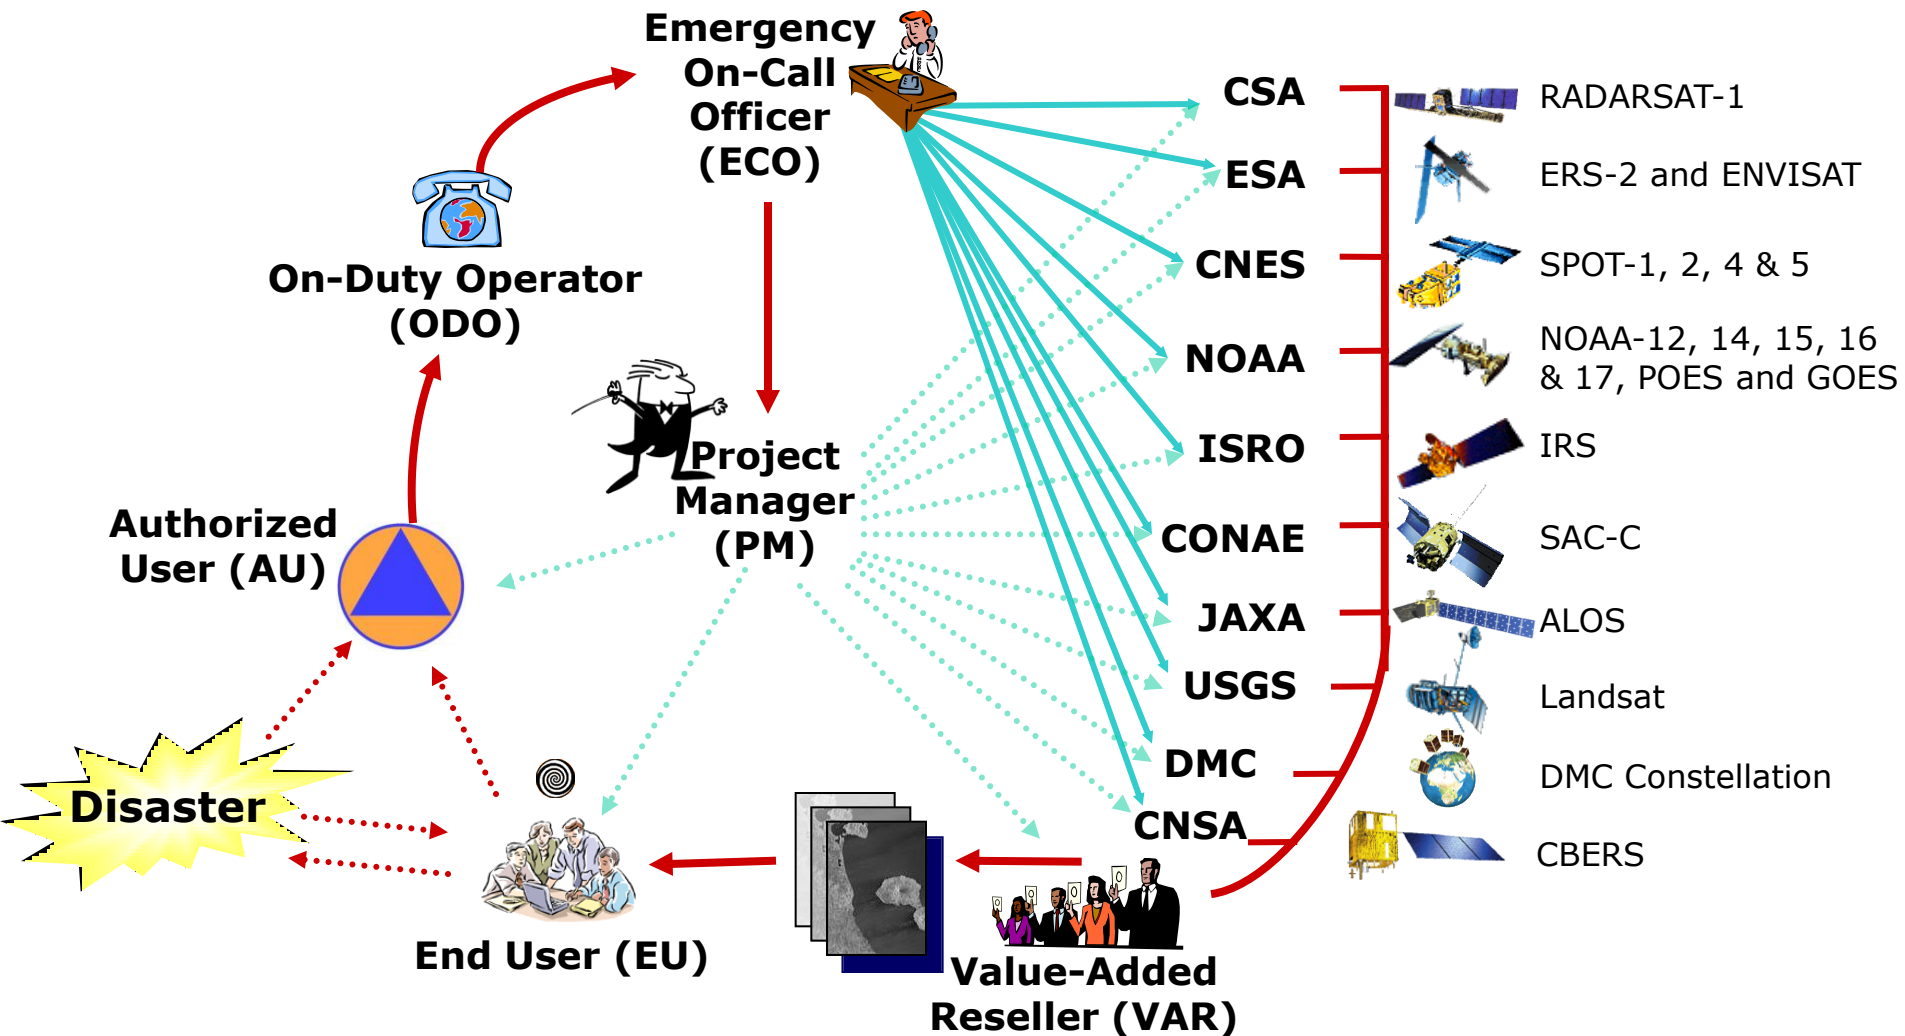 Emergency
On-Call
Officer
(ECO)
On-Duty Operator
(ODO)
Authorized
User (AU)
Project
Manager
(PM)
Disaster
End User (EU)
Value-Added
Reseller (VAR)
CSA
RADARSAT-1
ESA
ERS-2 and ENVISAT
CNES
SPOT-1, 2, 4 & 5
NOAA
NOAA-12, 14, 15, 16
& 17, POES and GOES
ISRO
IRS
CONAE
SAC-C
JAXA
ALOS
USGS
Landsat
DMC
DMC Constellation
CNSA
CBERS